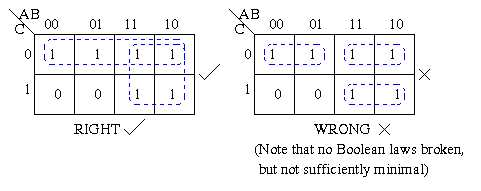 AB AB
C 00 01 11 10 C 00 01 11 10
0 1 1 1 1 0 1 1 1 1
1 0 0 1 1 1 0 0 1 1
RIGHT WRONG
(Note that no Boolean laws broken,
but not sufficiently minimal)